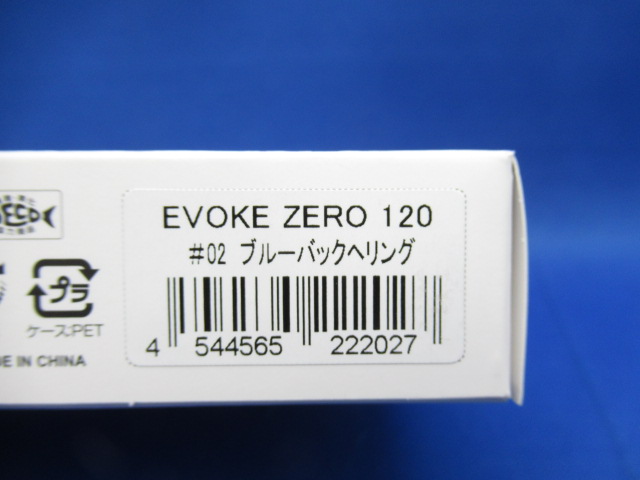 EVOKE ZERO 120
#02 ブルーバックヘリング
4 544565 222027
プラ
ケース:PET
IN CHINA